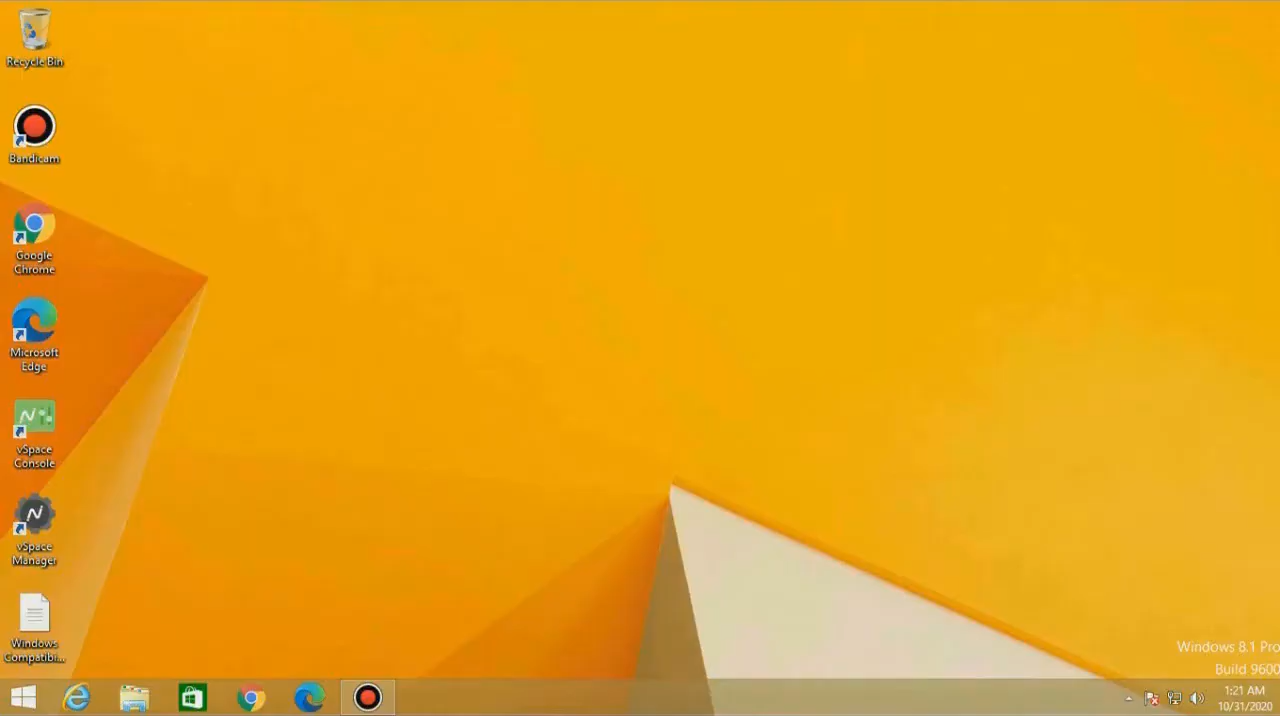 Recycle Bin
Bandicam
Google
Chrome
Microsoft
Edge
vSpace
Console
vSpace
Manager
Windows
Compatibi...
Windows 8.1 Pro
Build 9600
1:21 AM
10/31/2020